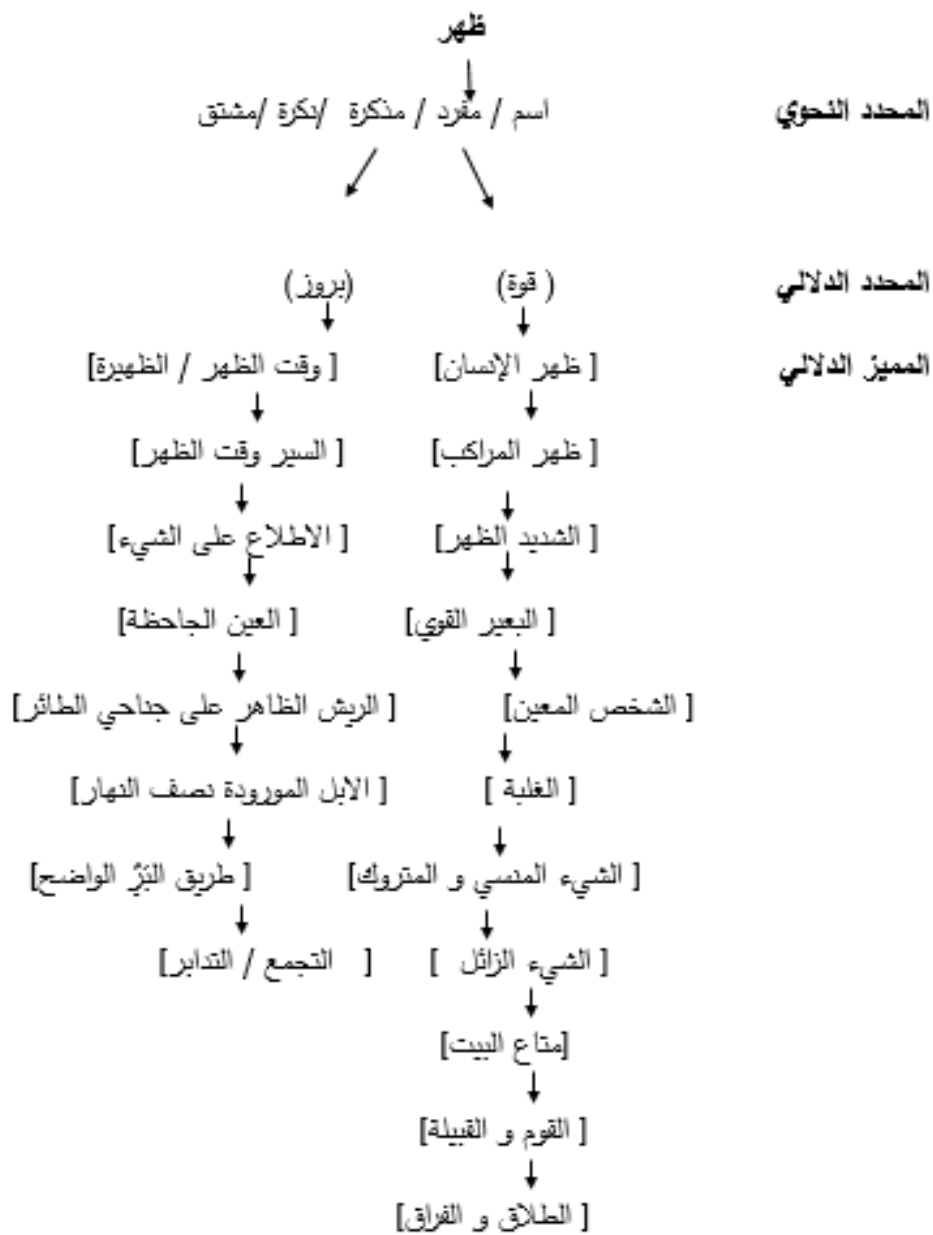 ظهر
المحدد النحوي اسم / مفرد / مذكرة /نكرة /مشتق
المحدد الدلالي ( قوة) (بروز)
المميز الدلالي [ ظهر الإنسان] [ وقت الظهر / الظهيرة]
[ ظهر المراكب] [ السير وقت الظهر]
[ الشديد الظهر] [ الاطلاع على الشيء]
[ البعير القوي] [ العين الجاحظة]
[ الشخص المعين] [ الريش الظاهر على جناحي الطائر]
[ الغلبة ] [ الابل المورودة نصف النهار]
[ الشيء المنسي و المتروك] [ طريق البَرِّ الواضح]
[ الشيء الزائل ] [ التجمع / التدابر]
[متاع البيت]
[ القوم و القبيلة]
[ الطلاق و الفراق]